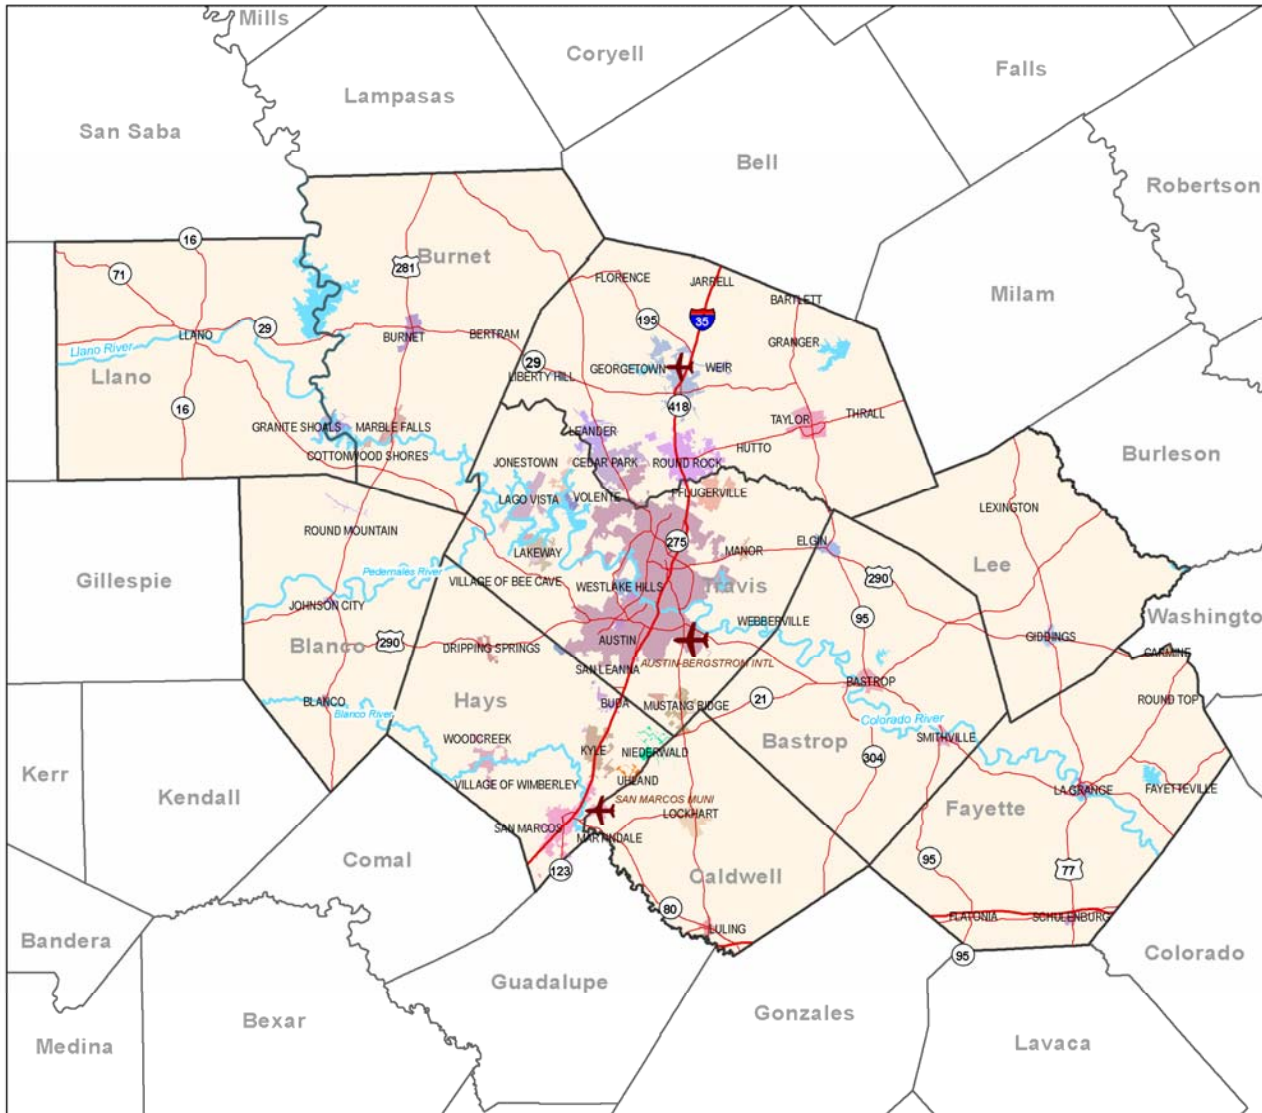 Mills
Coryell
Falls
Lampasas
San Saba
Bell
Robertson
16
Burnet
281
71
FLORENCE
JARRELL
Milam
BARTLETT
195
35
29
LLANO
BURNET
BERTRAM
GRANGER
Llano River
29
GEORGETOWN
WEIR
Llano
LIBERTY HILL
16
418
THRALL
TAYLOR
GRANITE SHOALS
MARBLE FALLS
LEANDER
HUTTO
COTTONWOOD SHORES
JONESTOWN
CEDAR PARK
ROUND ROCK
Burleson
LAGO VISTA
VOLENTE
PFLUGERVILLE
LEXINGTON
ROUND MOUNTAIN
275
ELGIN
LAKEWAY
MANOR
Lee
Pedernales River
Gillespie
VILLAGE OF BEE CAVE
WESTLAKE HILLS
Travis
290
JOHNSON CITY
95
WEBBERVILLE
Washingto
Blanco
290
DRIPPING SPRINGS
AUSTIN
GIDDINGS
CARMINE
SAN LEANNA
AUSTIN-BERGSTROM INTL
BASTROP
BLANCO
Hays
BUDA
MUSTANG RIDGE
21
ROUND TOP
Blanco River
Colorado River
WOODCREEK
KYLE
NIEDERWALD
Bastrop
SMITHVILLE
304
Kerr
UHLAND
VILLAGE OF WIMBERLEY
LA GRANGE
FAYETTEVILLE
Kendall
SAN MARCOS MUNI
Fayette
LOCKHART
SAN MARCOS
MARTINDALE
Comal
95
123
77
Caldwell
80
FLATONIA
SCHULENBURG
LULING
Bandera
95
Colorado
Guadalupe
Gonzales
Bexar
Medina
Lavaca